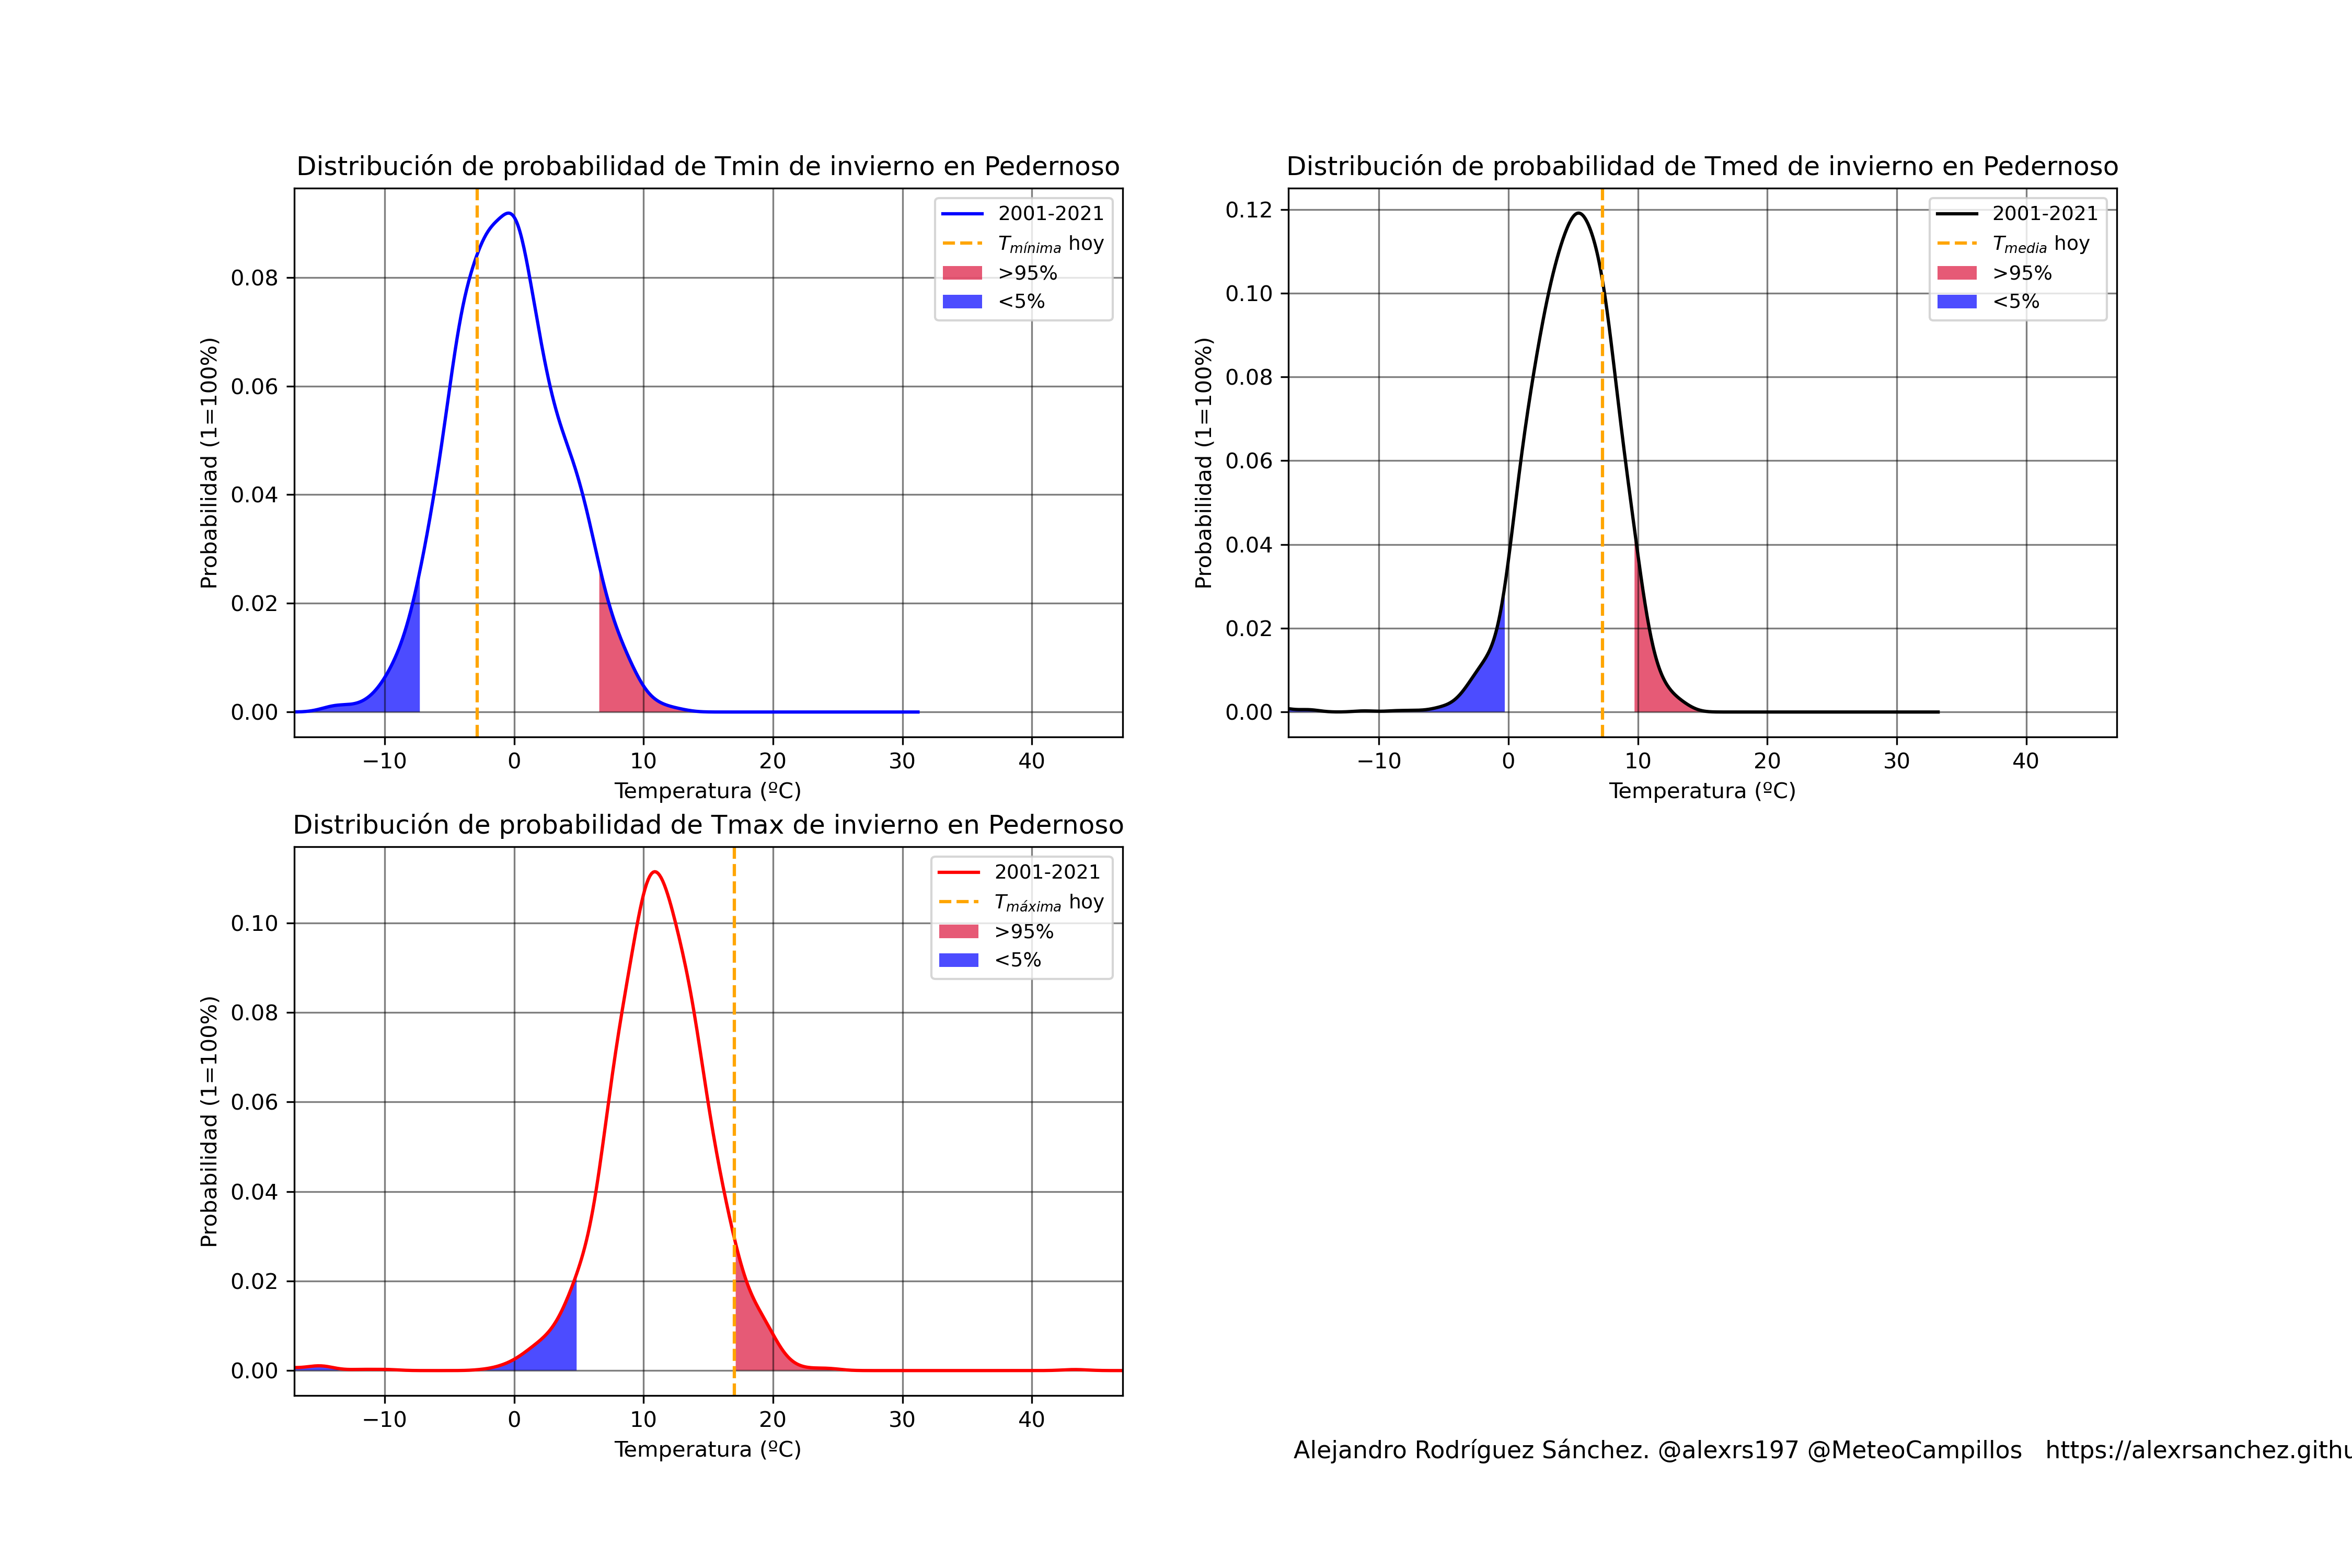 Distribución de probabilidad de Tmin de invierno en Pedernoso
Probabilidad (1=100%)
0.08
0.06
0.04
0.02
0.00
−10 0 10 20 30 40
Temperatura (ºC)
2001-2021
Tmínima hoy
>95%
<5%
Distribución de probabilidad de Tmed de invierno en Pedernoso
Probabilidad (1=100%)
0.12
0.10
0.08
0.06
0.04
0.02
0.00
−10 0 10 20 30 40
Temperatura (ºC)
2001-2021
Tmedia hoy
>95%
<5%
Distribución de probabilidad de Tmax de invierno en Pedernoso
Probabilidad (1=100%)
0.10
0.08
0.06
0.04
0.02
0.00
−10 0 10 20 30 40
Temperatura (ºC)
2001-2021
Tmáxima hoy
>95%
<5%
Alejandro Rodríguez Sánchez. @alexrs197 @MeteoCampillos https://alexrsanchez.githu